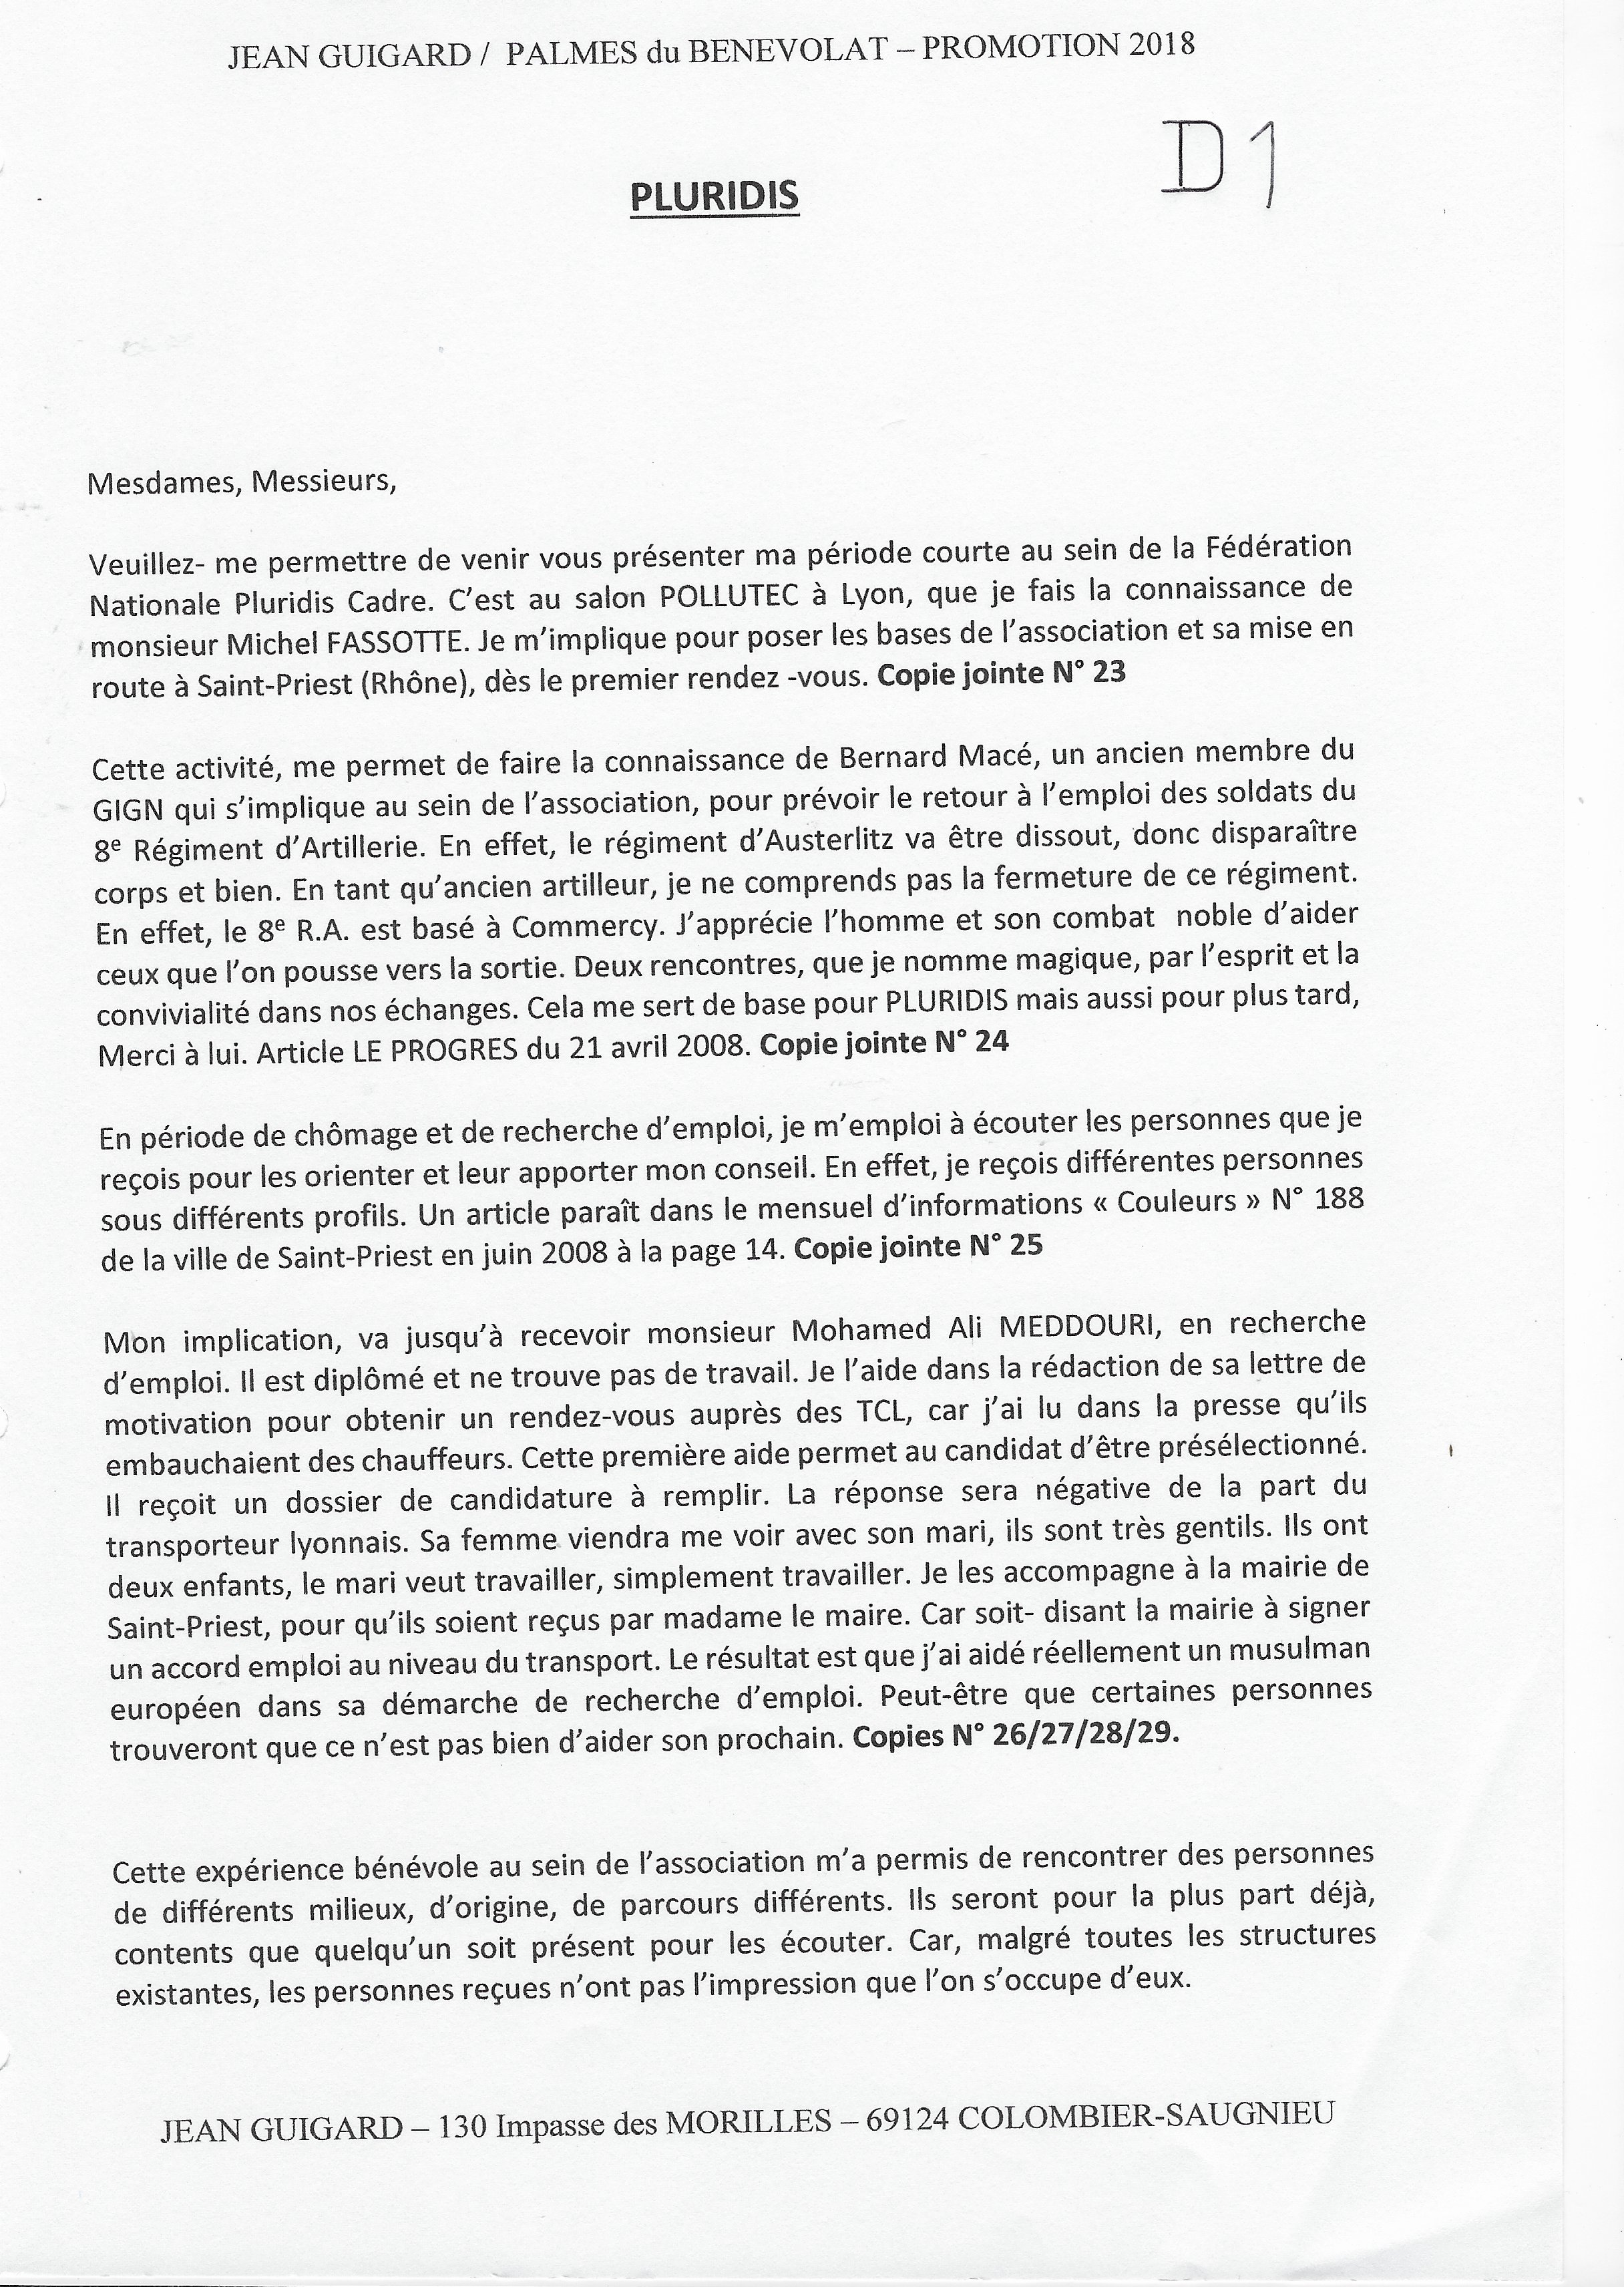 JEAN GUIGARD / PALMES du BENEVOLAT – PROMOTION 2018
D1
PLURIDIS
Mesdames, Messieurs,
Veuillez- me permettre de venir vous présenter ma période courte au sein de la Fédération
Nationale Pluridis Cadre. C’est au salon POLLUTEC à Lyon, que je fais la connaissance de
monsieur Michel FASSOTTE. Je m’implique pour poser les bases de l’association et sa mise en
route à Saint-Priest (Rhône), dès le premier rendez -vous. Copie jointe N° 23
Cette activité, me permet de faire la connaissance de Bernard Macé, un ancien membre du
GIGN qui s’implique au sein de l’association, pour prévoir le retour à l’emploi des soldats du
8e Régiment d’Artillerie. En effet, le régiment d’Austerlitz va être dissout, donc disparaître
corps et bien. En tant qu’ancien artilleur, je ne comprends pas la fermeture de ce régiment.
En effet, le 8e R.A. est basé à Commercy. J’apprécie l’homme et son combat  noble d’aider
ceux que l’on pousse vers la sortie. Deux rencontres, que je nomme magique, par l’esprit et la
convivialité dans nos échanges. Cela me sert de base pour PLURIDIS mais aussi pour plus tard,
Merci à lui. Article LE PROGRES du 21 avril 2008. Copie jointe N° 24
En période de chômage et de recherche d’emploi, je m’emploi à écouter les personnes que je
reçois pour les orienter et leur apporter mon conseil. En effet, je reçois différentes personnes
sous différents profils. Un article paraît dans le mensuel d’informations « Couleurs » N° 188
de la ville de Saint-Priest en juin 2008 à la page 14. Copie jointe N° 25
Mon implication, va jusqu’à recevoir monsieur Mohamed Ali MEDDOURI, en recherche
d’emploi. Il est diplômé et ne trouve pas de travail. Je l’aide dans la rédaction de sa lettre de
motivation pour obtenir un rendez-vous auprès des TCL, car j’ai lu dans la presse qu’ils
embauchaient des chauffeurs. Cette première aide permet au candidat d’être présélectionné.
Il reçoit un dossier de candidature à remplir. La réponse sera négative de la part du
transporteur lyonnais. Sa femme viendra me voir avec son mari, ils sont très gentils. Ils ont
deux enfants, le mari veut travailler, simplement travailler. Je les accompagne à la mairie de
Saint-Priest, pour qu’ils soient reçus par madame le maire. Car soit- disant la mairie à signer
un accord emploi au niveau du transport. Le résultat est que j’ai aidé réellement un musulman
européen dans sa démarche de recherche d’emploi. Peut-être que certaines personnes
trouveront que ce n’est pas bien d’aider son prochain. Copies N° 26/27/28/29.
Cette expérience bénévole au sein de l’association m’a permis de rencontrer des personnes
de différents milieux, d’origine, de parcours différents. Ils seront pour la plus part déjà,
contents que quelqu’un soit présent pour les écouter. Car, malgré toutes les structures
existantes, les personnes reçues n’ont pas l’impression que l’on s’occupe d’eux.
JEAN GUIGARD – 130 Impasse des MORILLES – 69124 COLOMBIER-SAUGNIEU